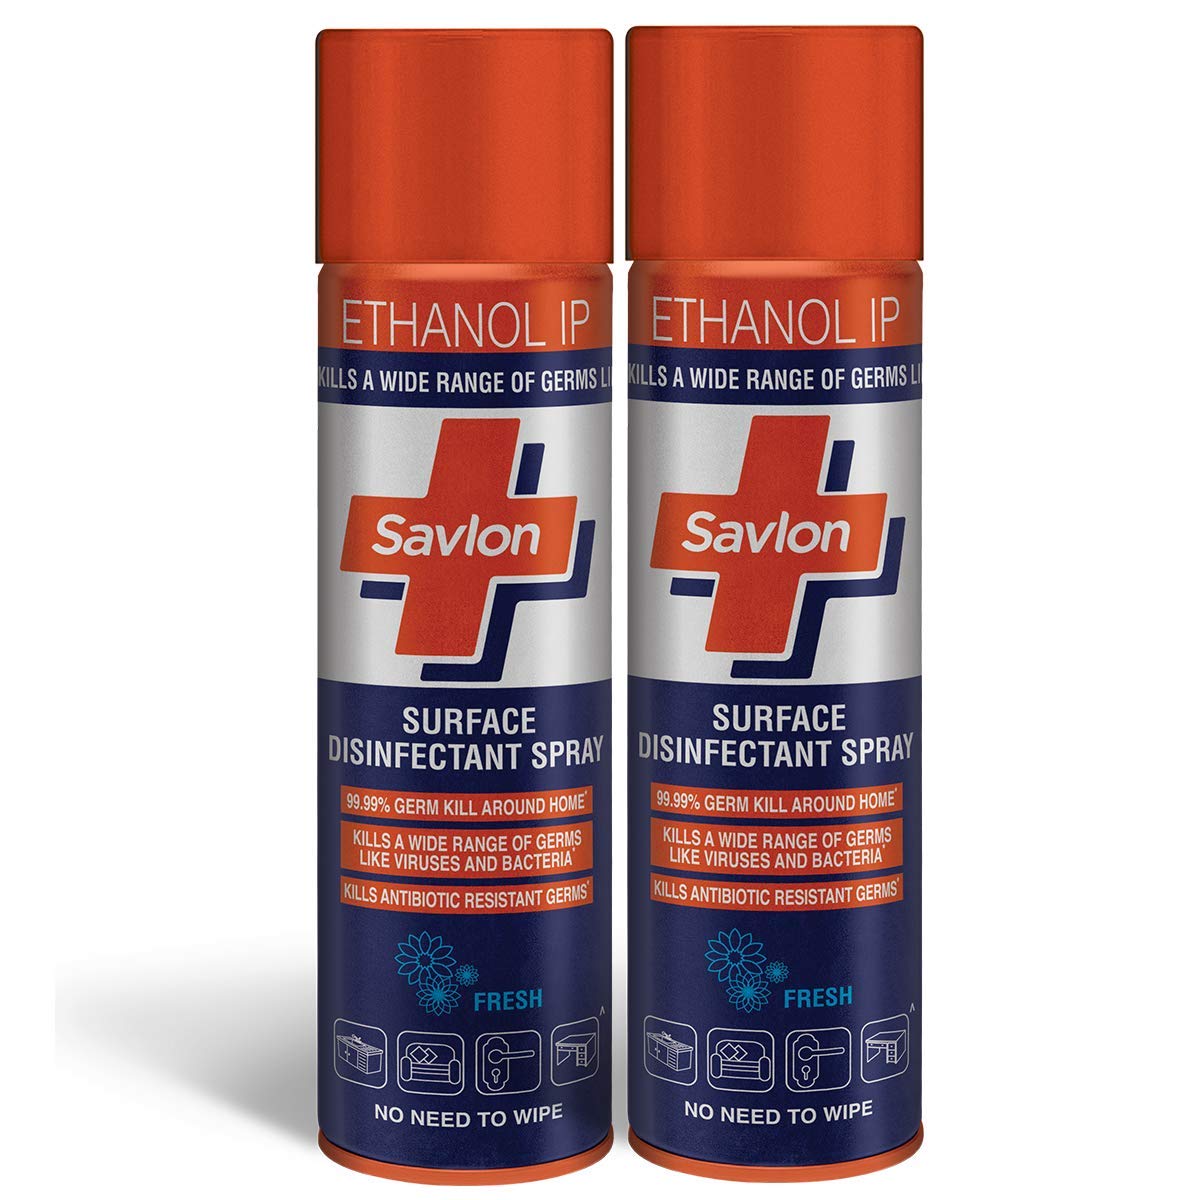 ETHANOL IP
KILLS A WIDE RANGE OF GERMS
Savlon
SURFACE
DISINFECTANT SPRAY
99.99% GERM KILL AROUND HOME*
KILLS A WIDE RANGE OF GERMS
LIKE VIRUSES AND BACTERIA*
KILLS ANTIBIOTIC RESISTANT GERMS*
FRESH
^
NO NEED TO WIPE
ETHANOL IP
KILLS A WIDE RANGE OF GERMS
Savlon
SURFACE
DISINFECTANT SPRAY
99.99% GERM KILL AROUND HOME*
KILLS A WIDE RANGE OF GERMS
LIKE VIRUSES AND BACTERIA*
KILLS ANTIBIOTIC RESISTANT GERMS*
FRESH
^
NO NEED TO WIPE